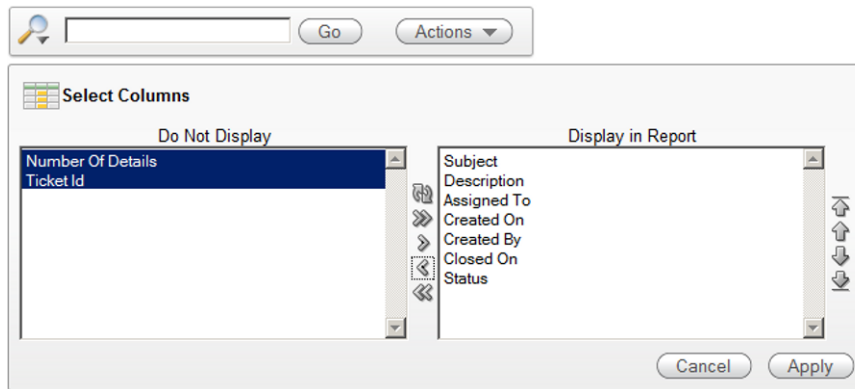 Go
Actions
Select Columns
Do Not Display
Display in Report
Number Of Details
Ticket Id
Subject
Description
Assigned To
Created On
Created By
Closed On
Status
Cancel
Apply